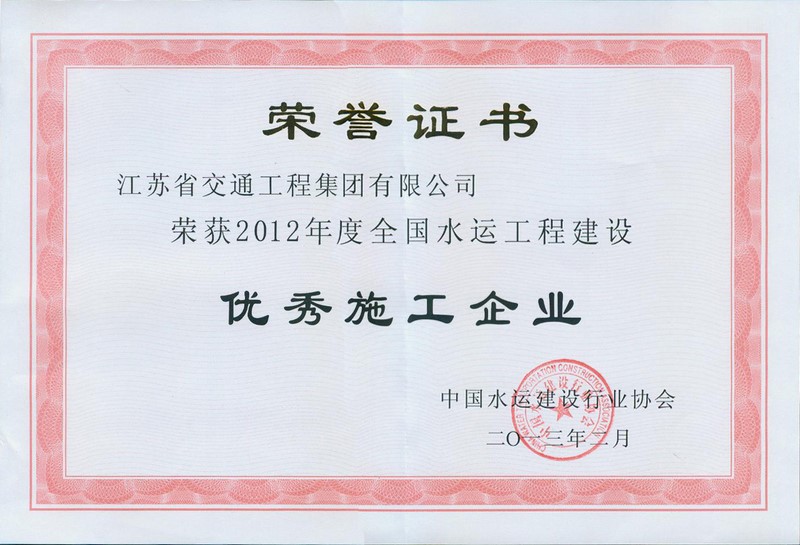 荣誉证书
江苏省交通工程集团有限公司
荣获2012年度全国水运工程建设
优秀施工企业
中国水运建设行业协会
二〇一三年二月